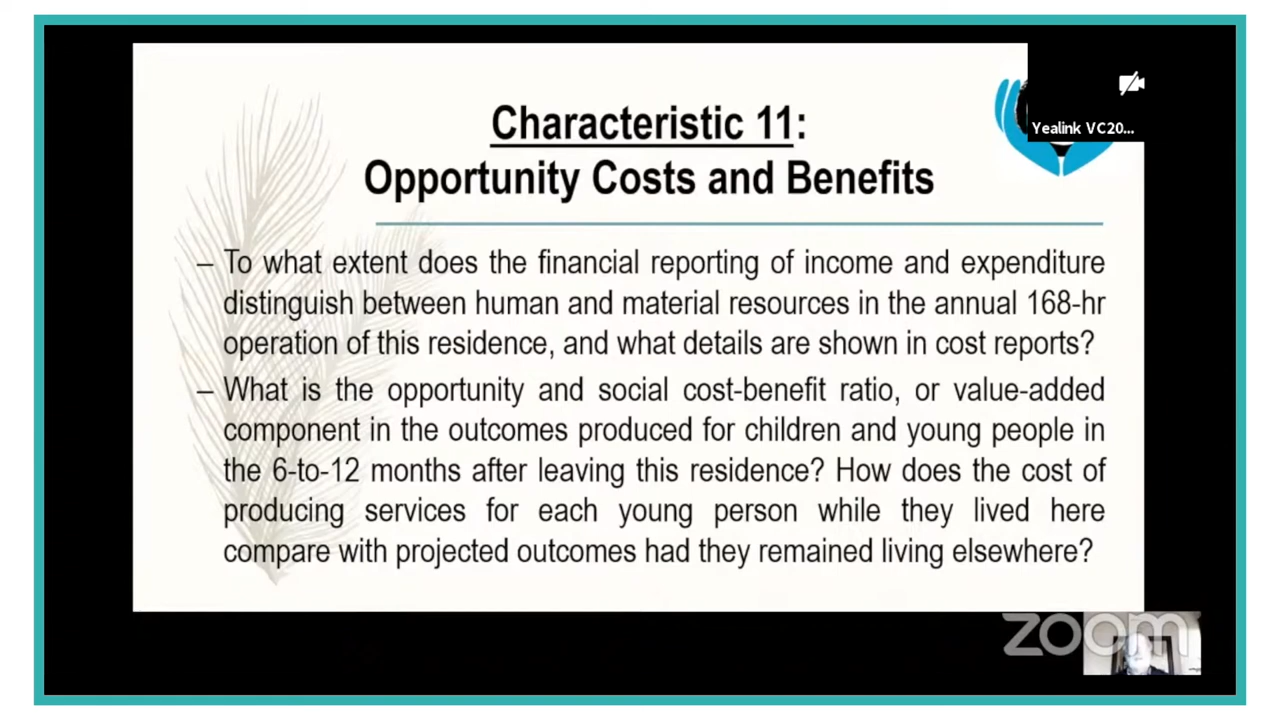 Characteristic 11:
Opportunity Costs and Benefits
Yealink VC20...
– To what extent does the financial reporting of income and expenditure
distinguish between human and material resources in the annual 168-hr
operation of this residence, and what details are shown in cost reports?
– What is the opportunity and social cost-benefit ratio, or value-added
component in the outcomes produced for children and young people in
the 6-to-12 months after leaving this residence? How does the cost of
producing services for each young person while they lived here
compare with projected outcomes had they remained living elsewhere?
zoom